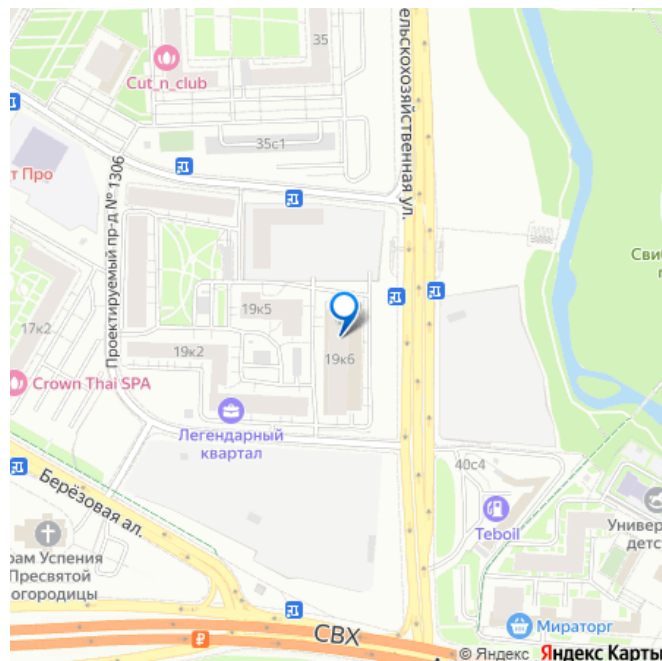 35
Cut_n_club
35с1
ельскохозяйственная ул.
т Про
Проектируемый пр-д № 1306
Свиб
п
19к5
17к2
19к2
19к6
Crown Thai SPA
Легендарный
квартал
40с4
Берёзовая ал.
Teboil
Универ
детс
рам Успения
Пресвятой
огородицы
СВХ
Мираторг
© Яндекс Яндекс Карты